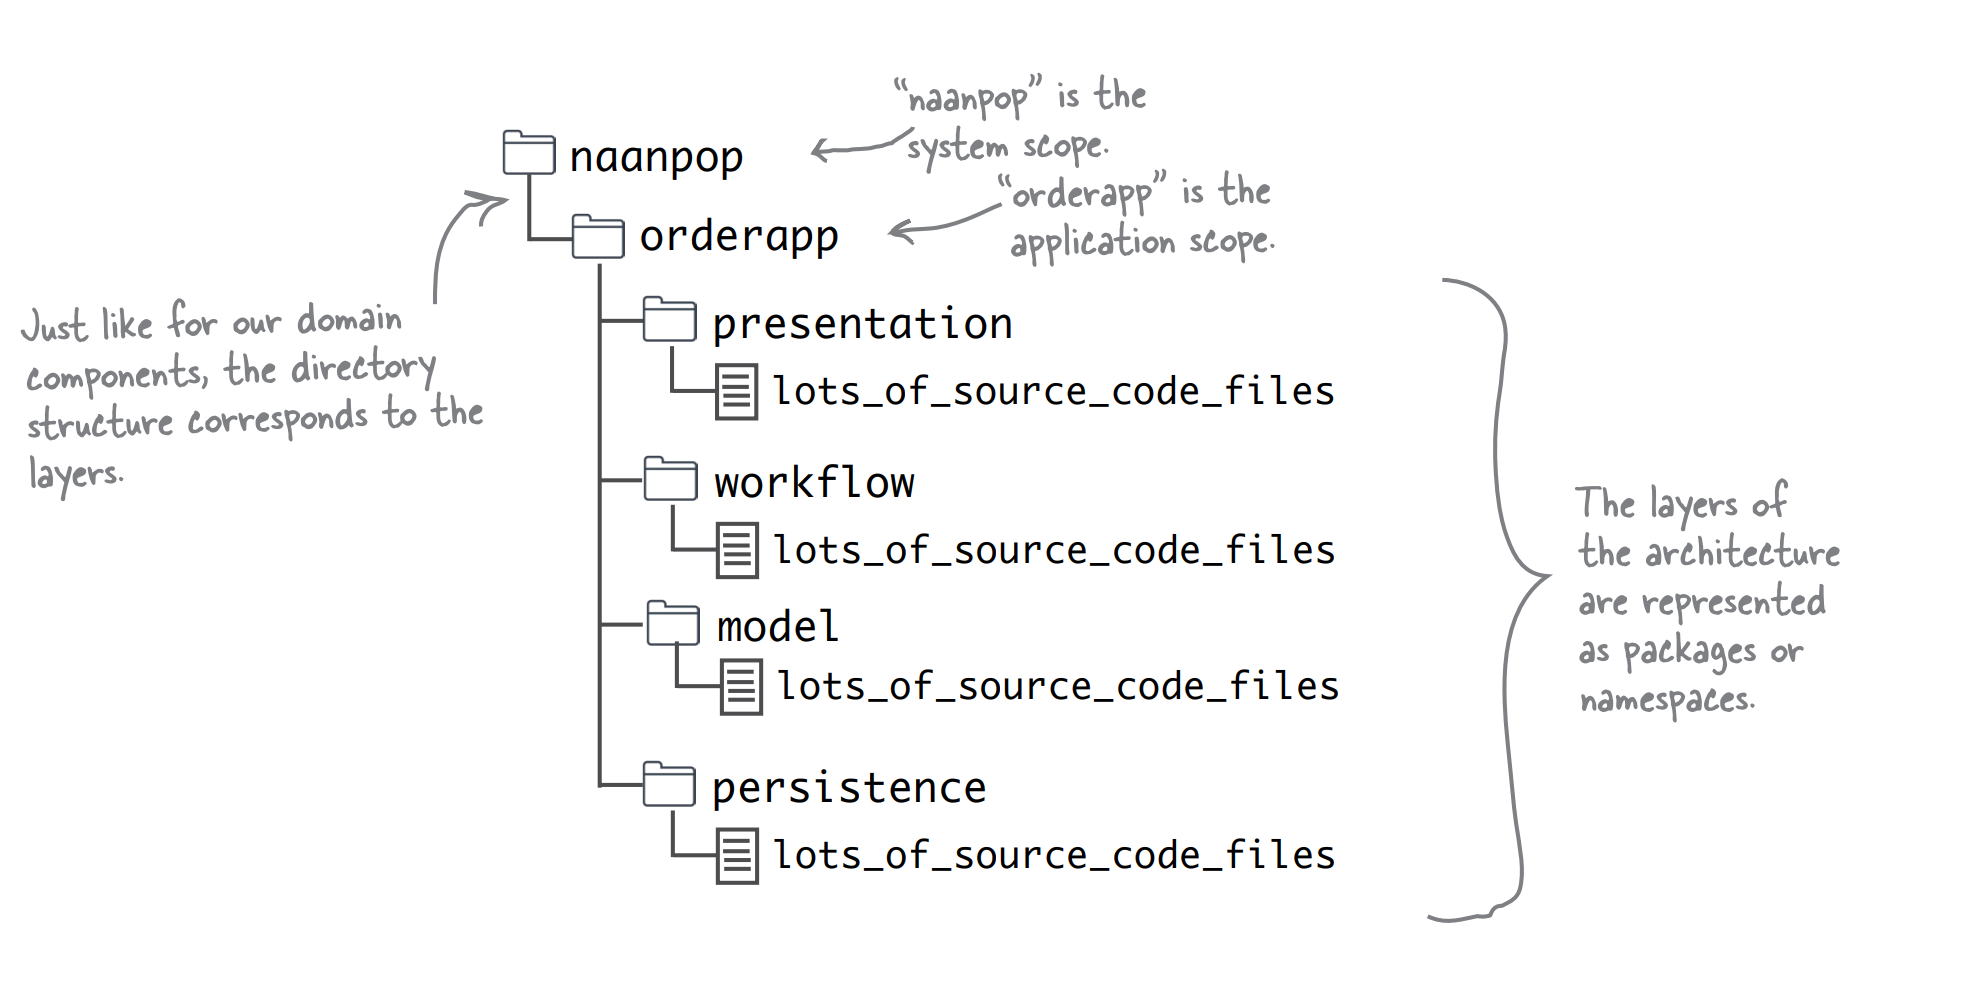 “naanpop” is the
system scope.
naanpop
“orderapp” is the
application scope.
orderapp
Just like for our domain
components, the directory
structure corresponds to the
layers.
presentation
lots_of_source_code_files
workflow
lots_of_source_code_files
model
lots_of_source_code_files
persistence
lots_of_source_code_files
The layers of
the architecture
are represented
as packages or
namespaces.